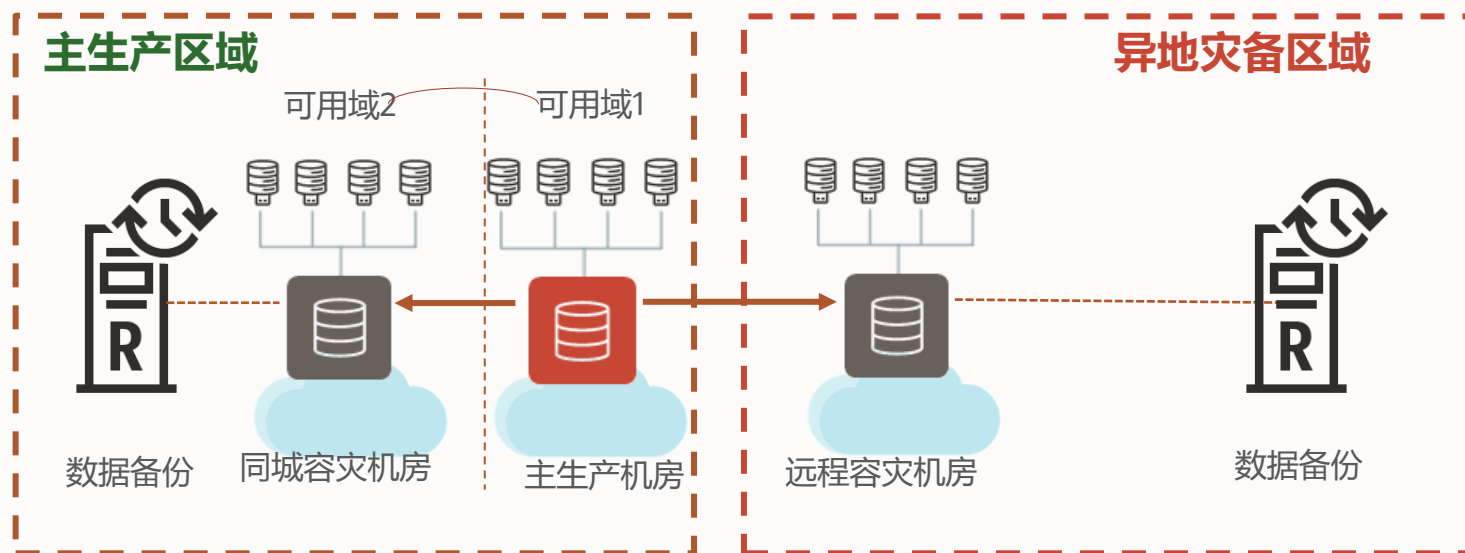 主生产区域
异地灾备区域
可用域2
可用域1
R
R
数据备份
同城容灾机房
主生产机房
远程容灾机房
数据备份